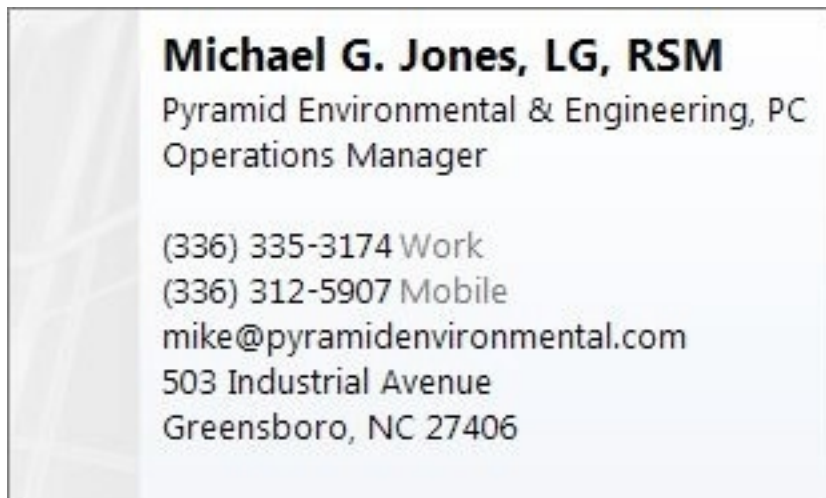 Michael G. Jones, LG, RSM
Pyramid Environmental & Engineering, PC
Operations Manager
(336) 335-3174 Work
(336) 312-5907 Mobile
mike@pyramidenvironmental.com
503 Industrial Avenue
Greensboro, NC 27406